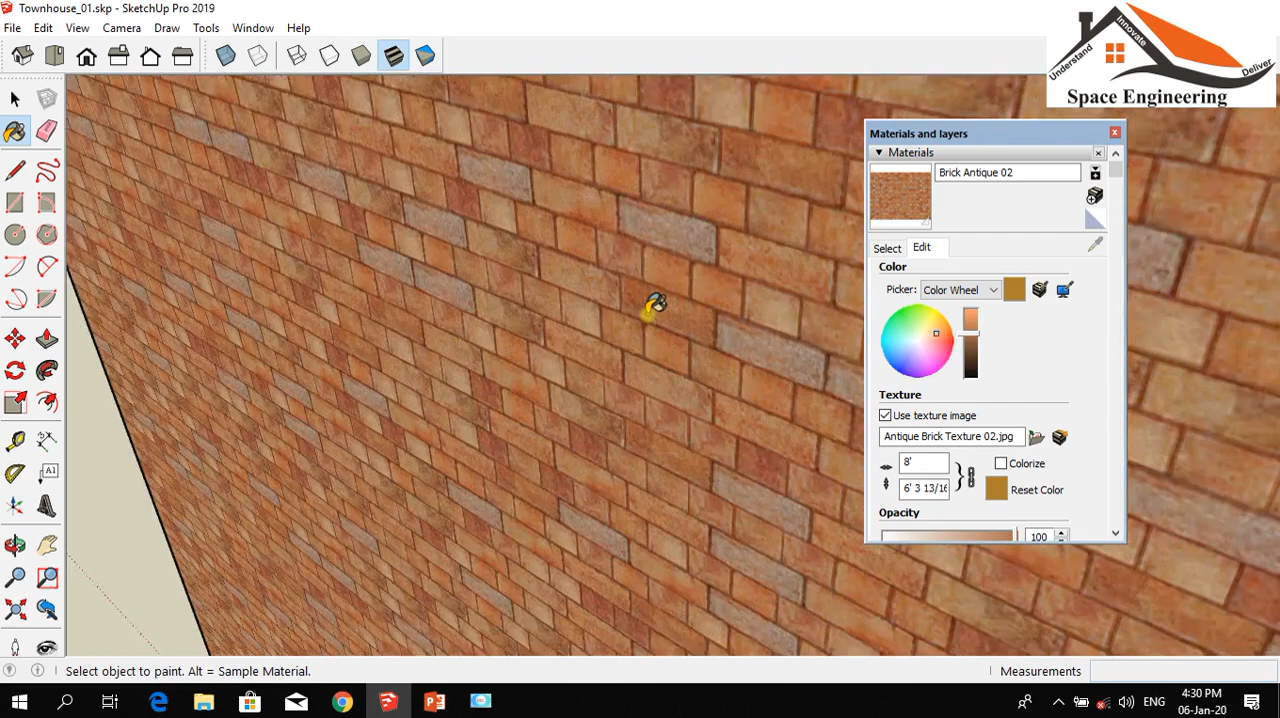 Townhouse_01.skp - SketchUp Pro 2019
File Edit View Camera Draw Tools Window Help
Understand
Innovate
Deliver
Space Engineering
Materials and layers
Materials
Brick Antique 02
Select Edit
Color
Picker: Color Wheel
Texture
Use texture image
Antique Brick Texture 02.jpg
8'
Colorize
6' 3 13/16
Reset Color
Opacity
100
A1
Select object to paint. Alt = Sample Material.
Measurements
ENG
4:30 PM
06-Jan-20